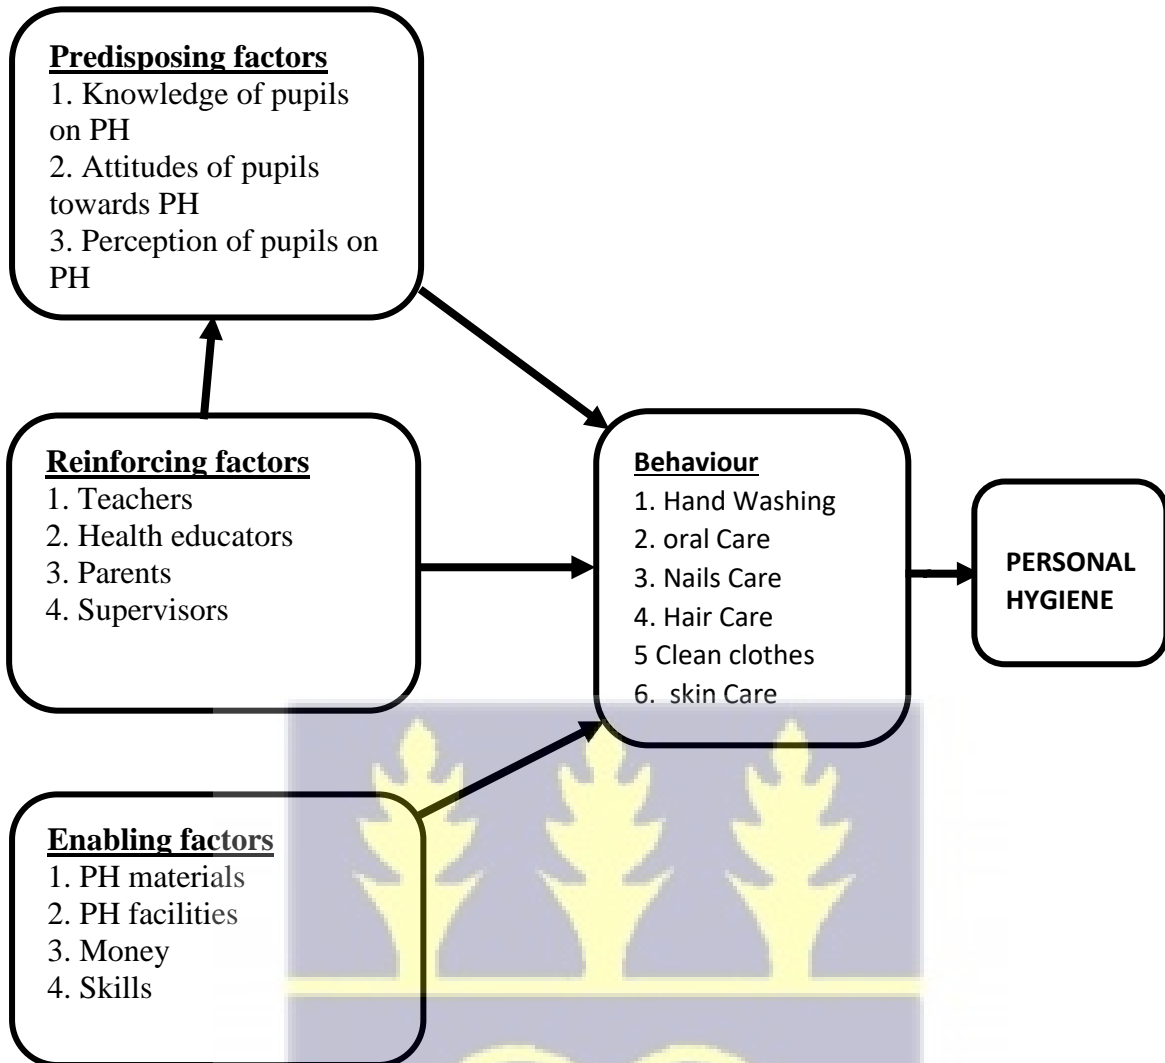 Predisposing factors
1. Knowledge of pupils
on PH
2. Attitudes of pupils
towards PH
3. Perception of pupils on
PH
Reinforcing factors
1. Teachers
2. Health educators
3. Parents
4. Supervisors
Enabling factors
1. PH materials
2. PH facilities
3. Money
4. Skills
Behaviour
1. Hand Washing
2. oral Care
3. Nails Care
4. Hair Care
5 Clean clothes
6. skin Care
PERSONAL
HYGIENE